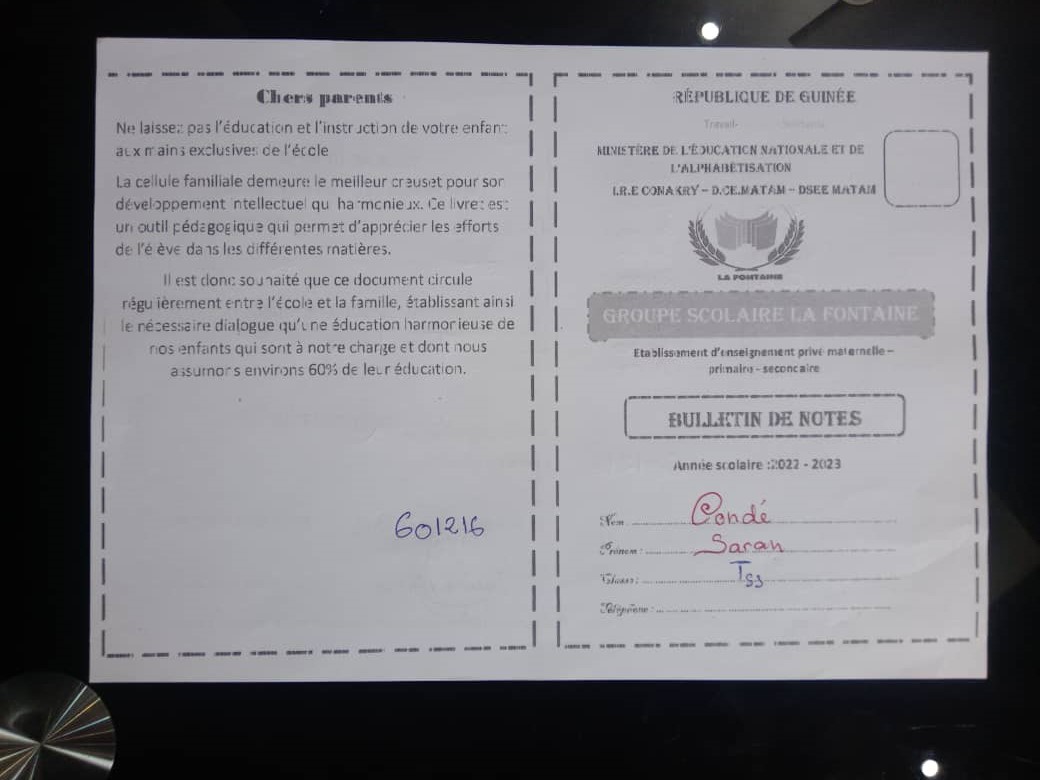 Chers parents
Ne laissez pas l'éducation et l'instruction de votre enfant
aux mains exclusives de l'école
La cellule familiale demeure le meilleur creuset pour son
développement intellectuel qui harmonieux. Ce livret est
un outil pédagogique qui permet d'apprécier les efforts
de l'élève dans les différentes matières.
Il est donc souhaité que ce document circule
régulièrement entre l'école et la famille, établissant ainsi
le nécessaire dialogue qu'une éducation harmonieuse de
nos enfants qui sont à notre charge et dont nous
assumons environs 60% de leur éducation.
601216
RÉPUBLIQUE DE GUINÉE
Travail-
MINISTÈRE DE L'ÉDUCATION NATIONALE ET DE
L'ALPHABÉTISATION
I.R.E CONAKRY – D.CE.MATAM – DSEE MATAM
LA FONTAINE
GROUPE SCOLAIRE LA FONTAINE
Etablissement d'enseignement privé maternelle –
primaire - secondaire
BULLETIN DE NOTES
Année scolaire :2022 - 2023
Nom Condé
Prénom : Saran
Classe : Tss
Téléphone :